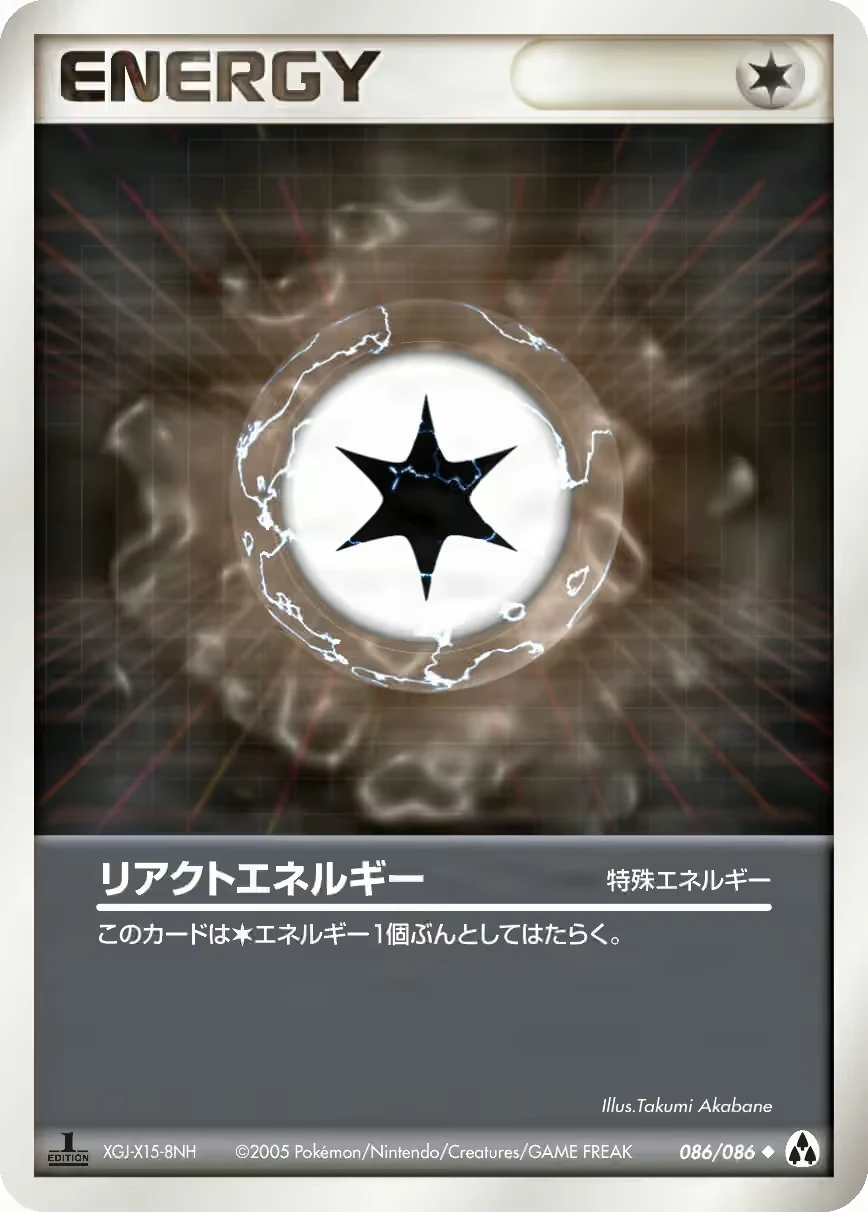 ENERGY
リアクトエネルギー
特殊エネルギー
このカードは✶エネルギー1個ぶんとしてはたらく。
Illus.Takumi Akabane
1 EDITION
XGJ-X15-8NH
©2005 Pokémon/Nintendo/Creatures/GAME FREAK
086/086 ◆